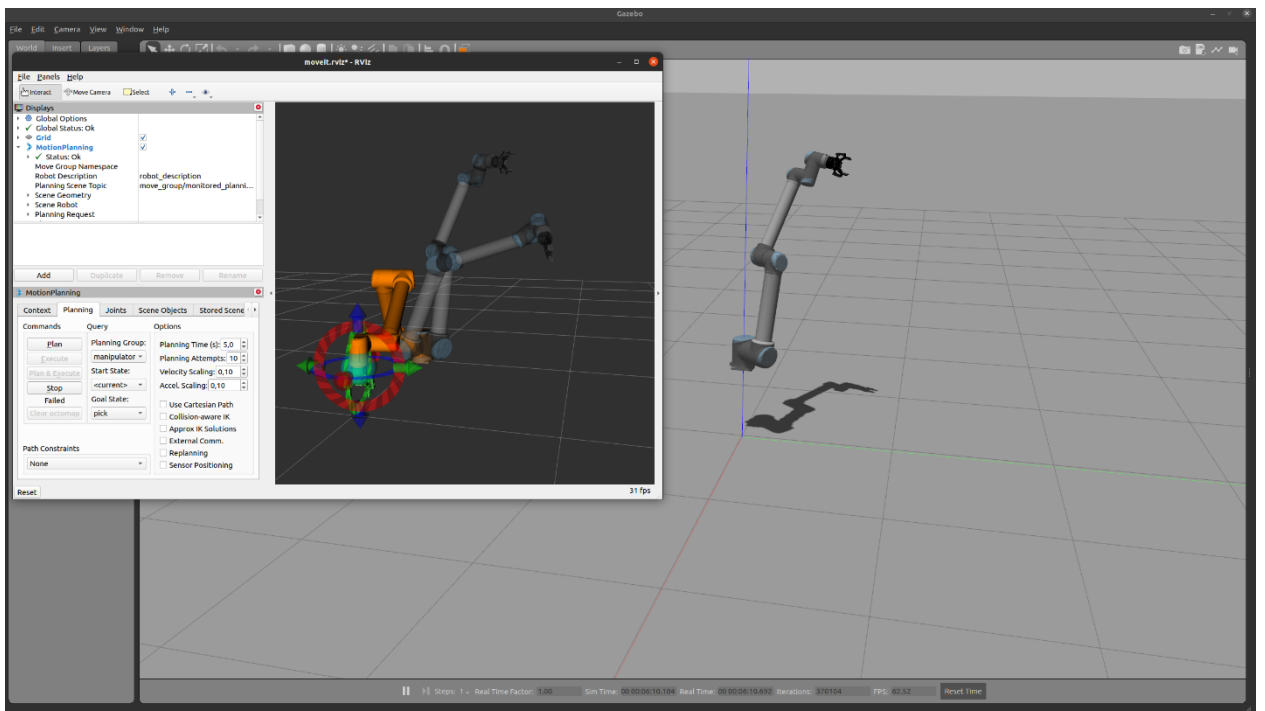 Gazebo
File Edit Camera View Window Help
World Insert Layers
moveit.rviz* - RViz
File Panels Help
Interact Move Camera Select
Displays
Global Options
Global Status: Ok
Grid
MotionPlanning
Status: Ok
Move Group Namespace
Robot Description robot_description
Planning Scene Topic move_group/monitored_planni...
Scene Geometry
Scene Robot
Planning Request
Add Duplicate Remove Rename
MotionPlanning
Context Planning Joints Scene Objects Stored Scene
Commands Query Options
Plan Planning Group: Planning Time (s): 5,0
Execute manipulator Planning Attempts: 10
Plan & Execute Start State: Velocity Scaling: 0,10
Stop <current> Accel. Scaling: 0,10
Failed Goal State: Use Cartesian Path
Clear octomap pick Collision-aware IK
Approx IK Solutions
External Comm.
Path Constraints Replanning
None Sensor Positioning
Reset 31 fps
Steps: 1 Real Time Factor: 1,00 Sim Time: 00 00:06:10.104 Real Time: 00 00:06:10.692 Iterations: 370104 FPS: 62,52 Reset Time